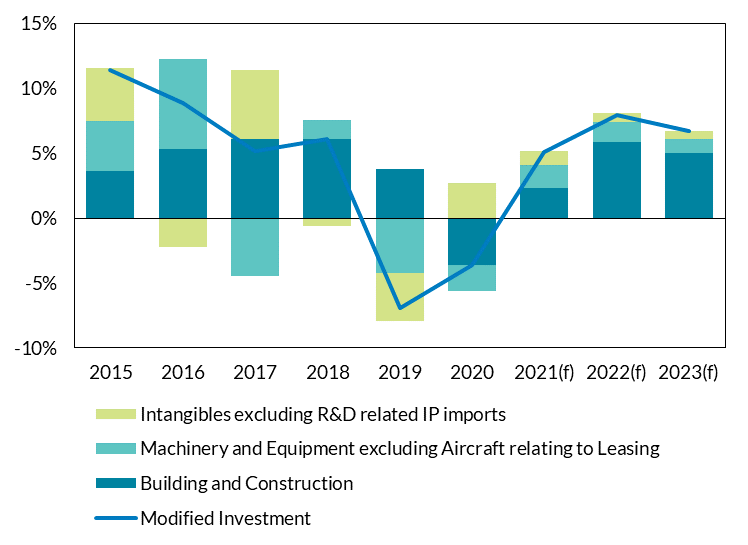 15%
10%
5%
0%
-5%
-10%
2015 2016 2017 2018 2019 2020 2021(f) 2022(f) 2023(f)
Intangibles excluding R&D related IP imports
Machinery and Equipment excluding Aircraft relating to Leasing
Building and Construction
Modified Investment